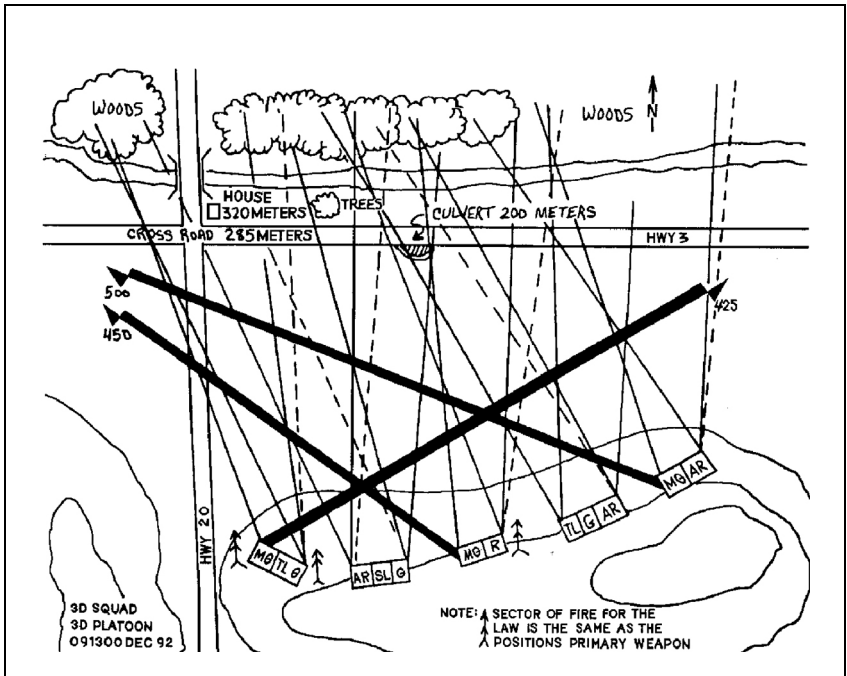 WOODS
WOODS
N
HOUSE
320 METERS
TREES
CULVERT 200 METERS
CROSS ROAD 285 METERS
HWY 3
500
450
425
HWY 20
MG TL G
AR SL G
MG R
TL G AR
MG AR
3D SQUAD
3D PLATOON
091300 DEC 92
NOTE: SECTOR OF FIRE FOR THE
LAW IS THE SAME AS THE
POSITIONS PRIMARY WEAPON